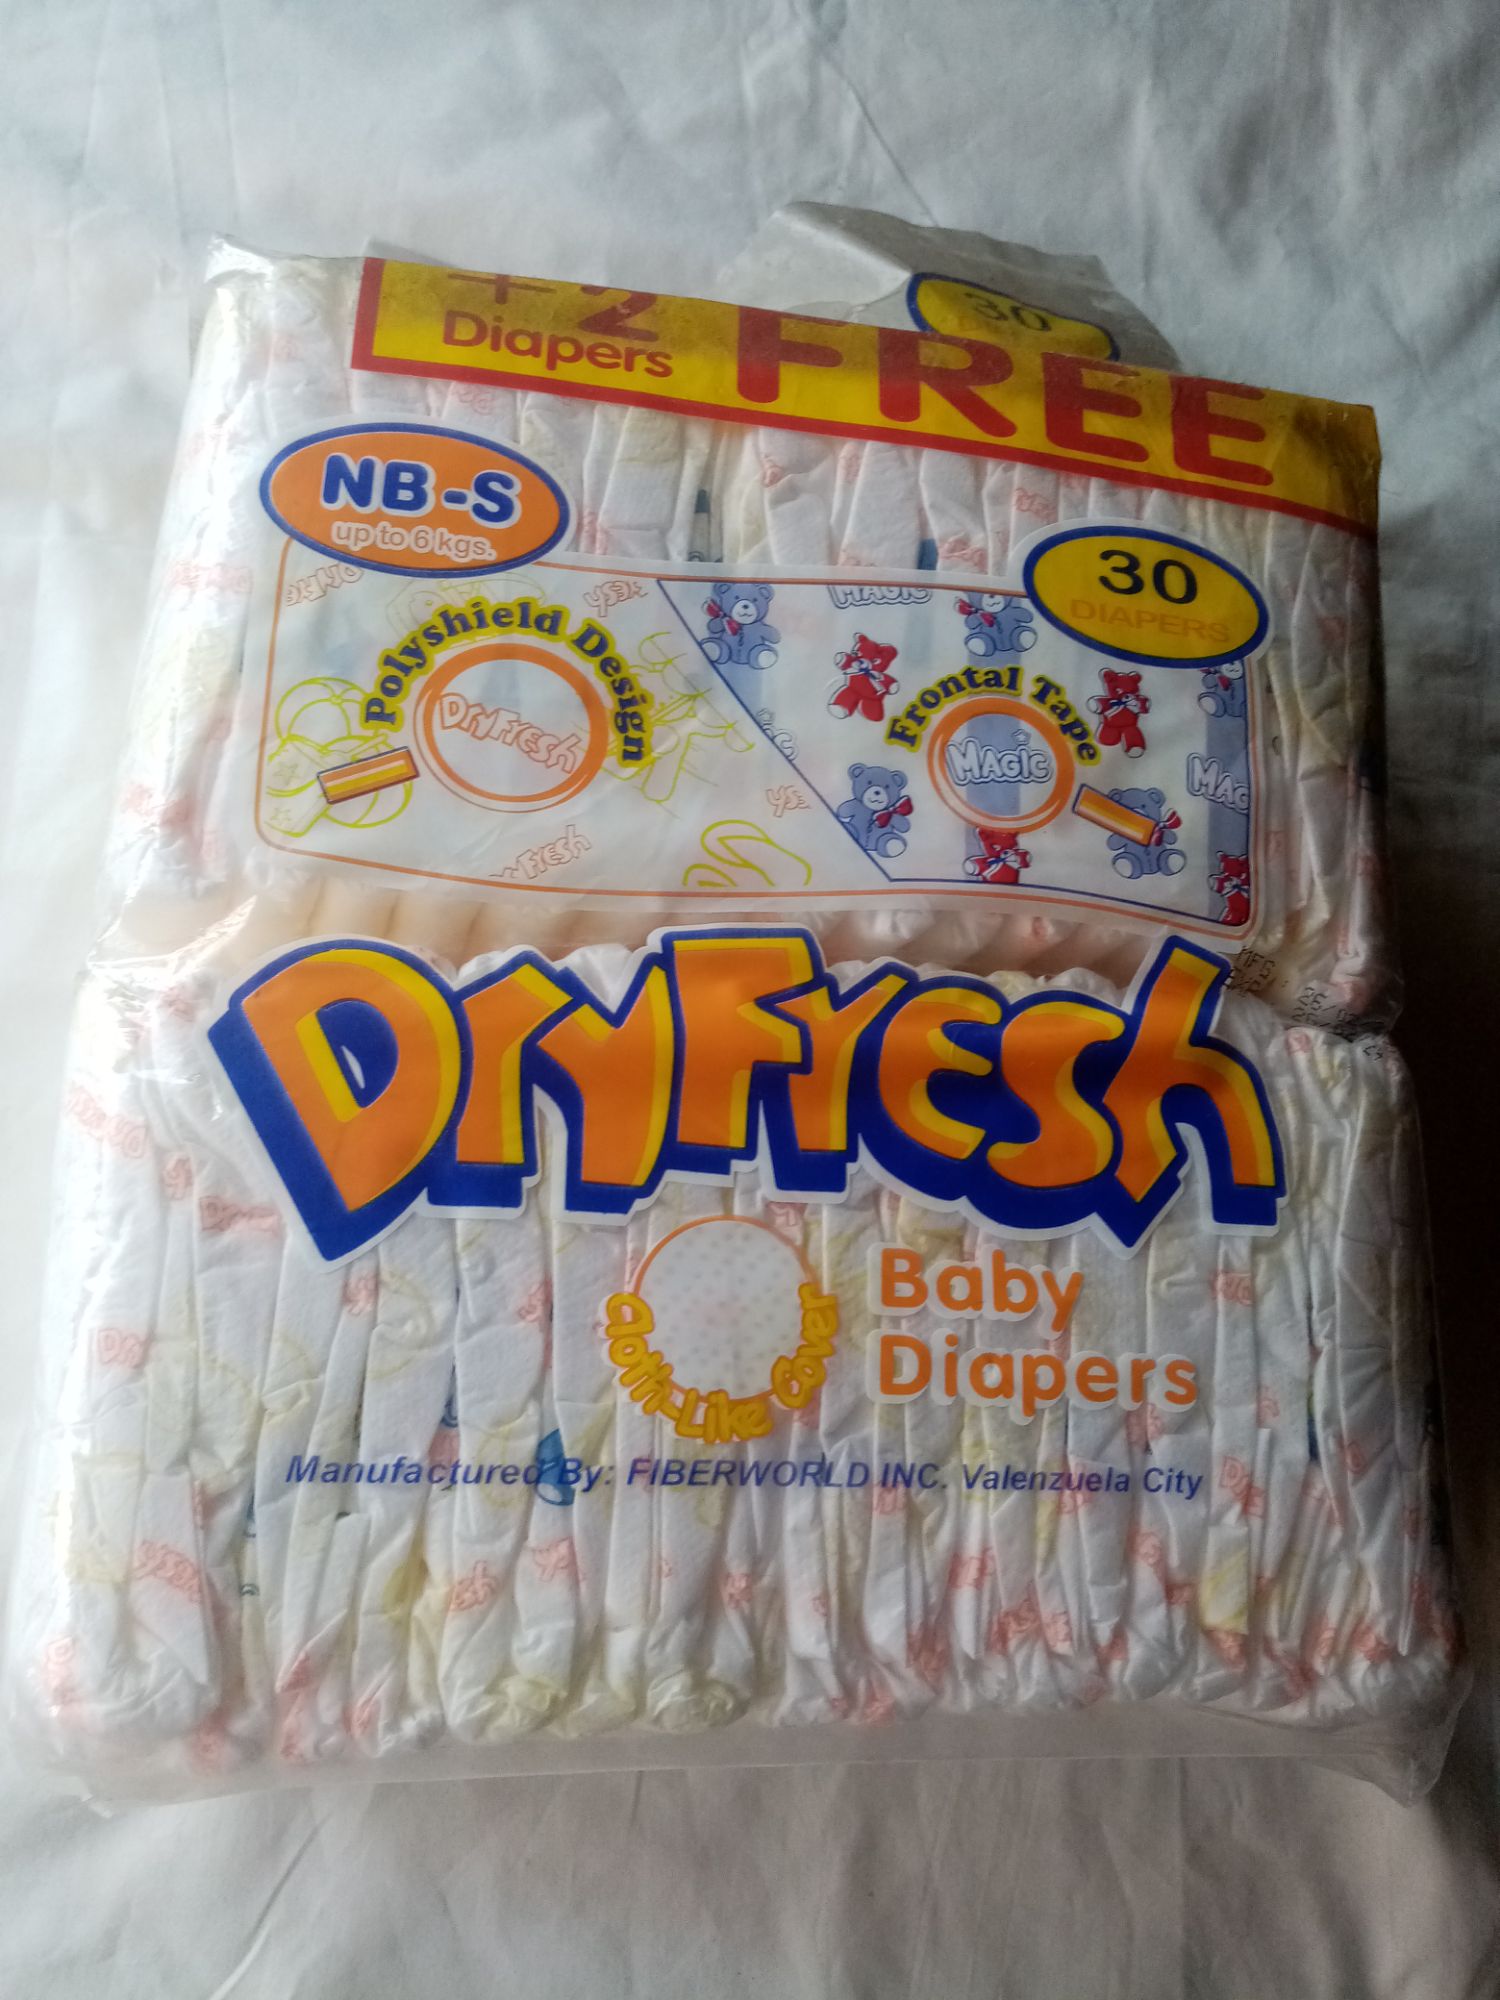 30
+2
Diapers
FREE
NB-S
up to 6 kgs.
30
DIAPERS
Polyshield Design
DryFresh
MAGIC
Frontal Tape
MAGIC
DryFresh
Cloth-Like Cover
Baby
Diapers
Manufactured By: FIBERWORLD INC. Valenzuela City